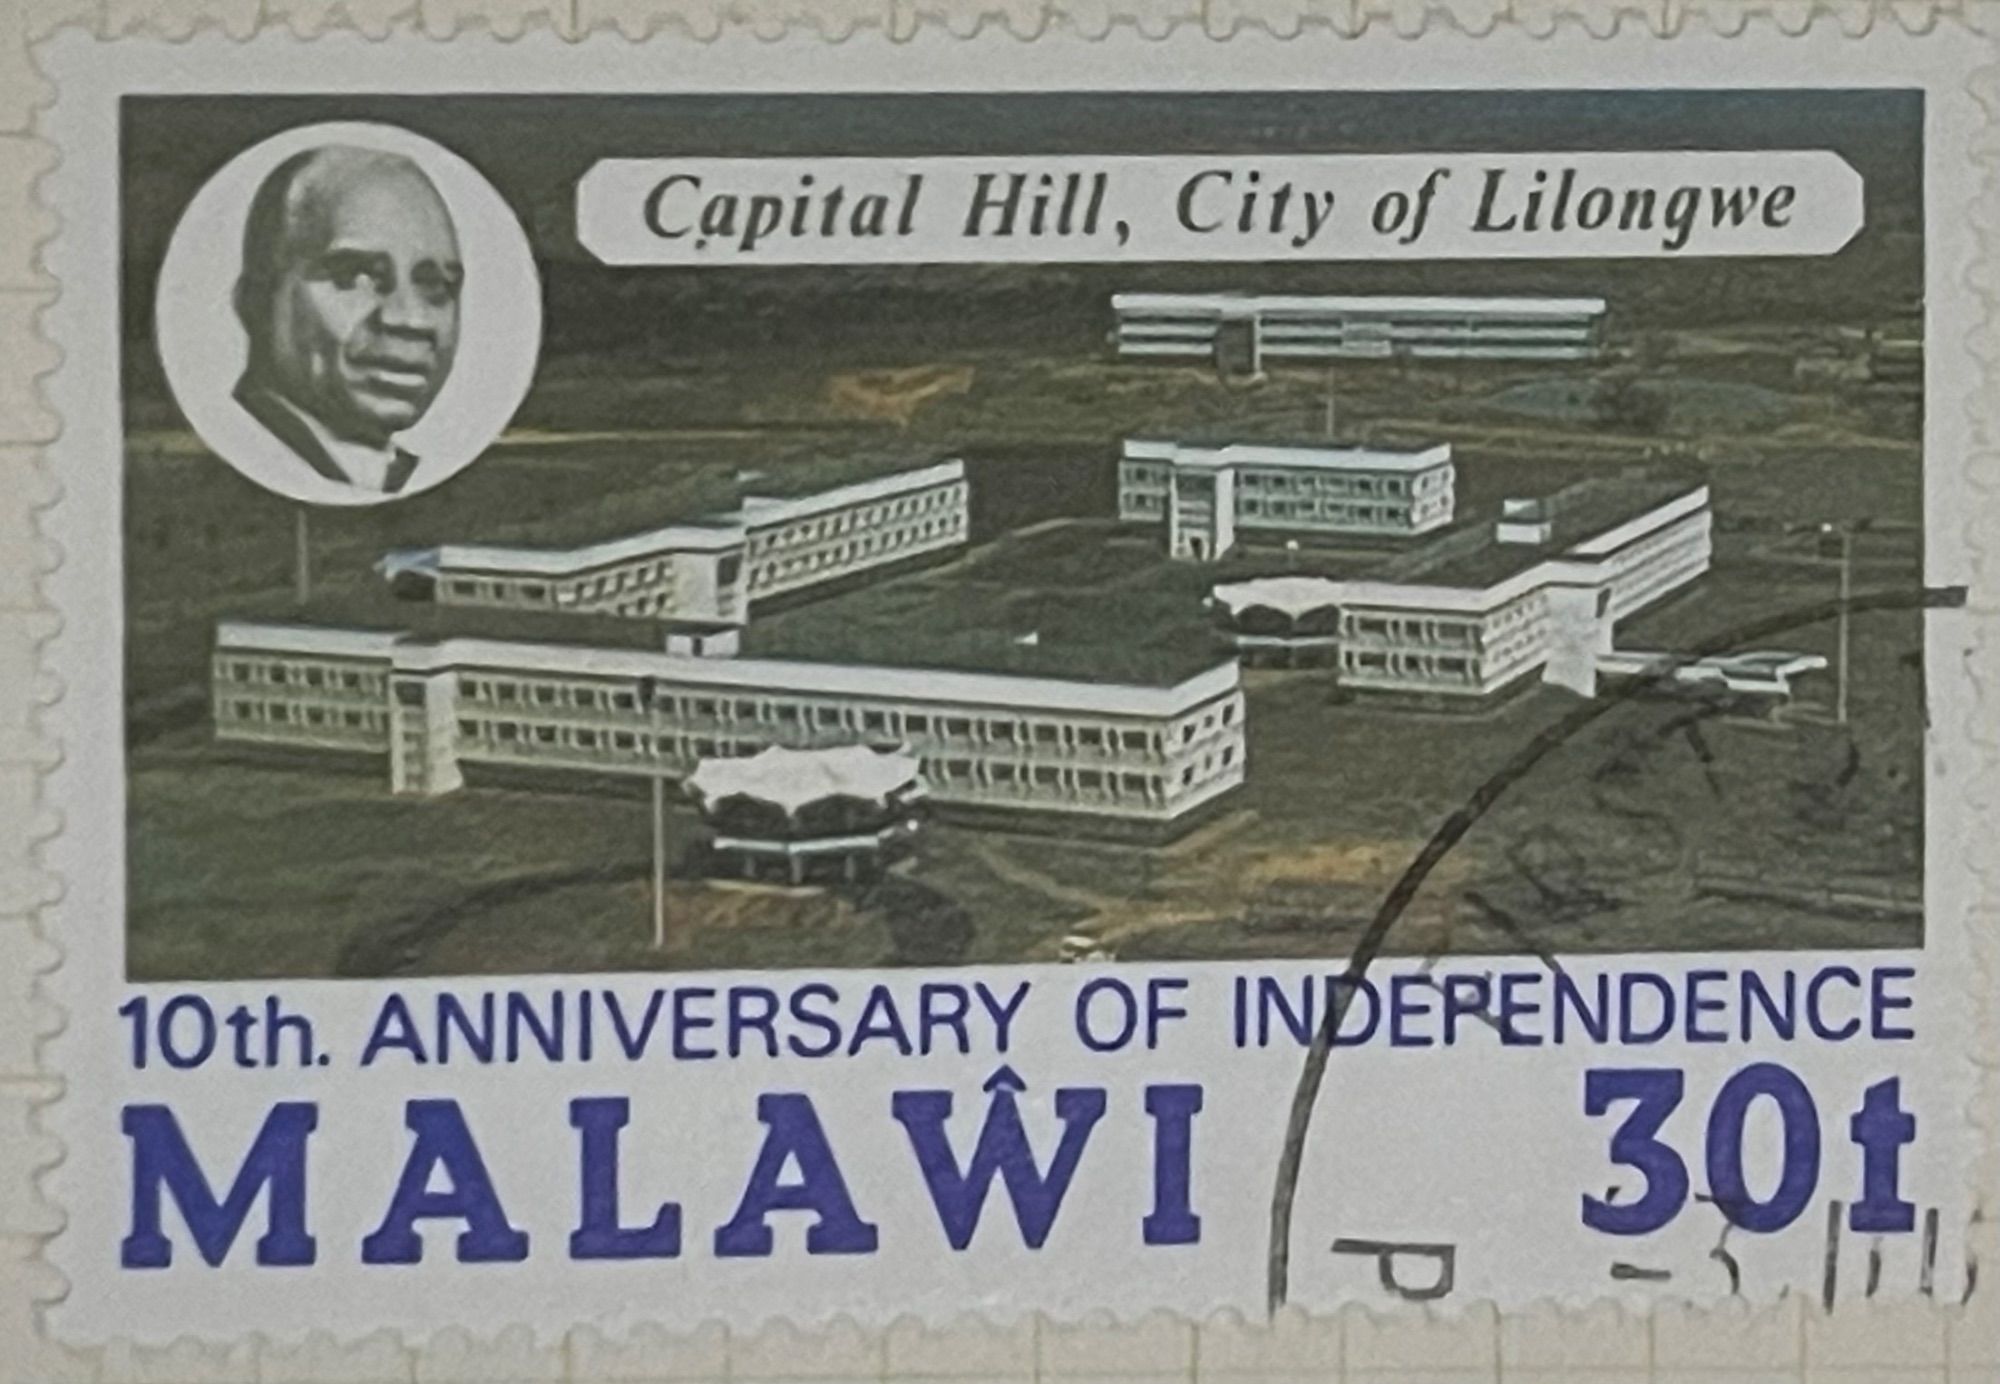 Capital Hill, City of Lilongwe
10th. ANNIVERSARY OF INDEPENDENCE
MALAŴI 30t
P